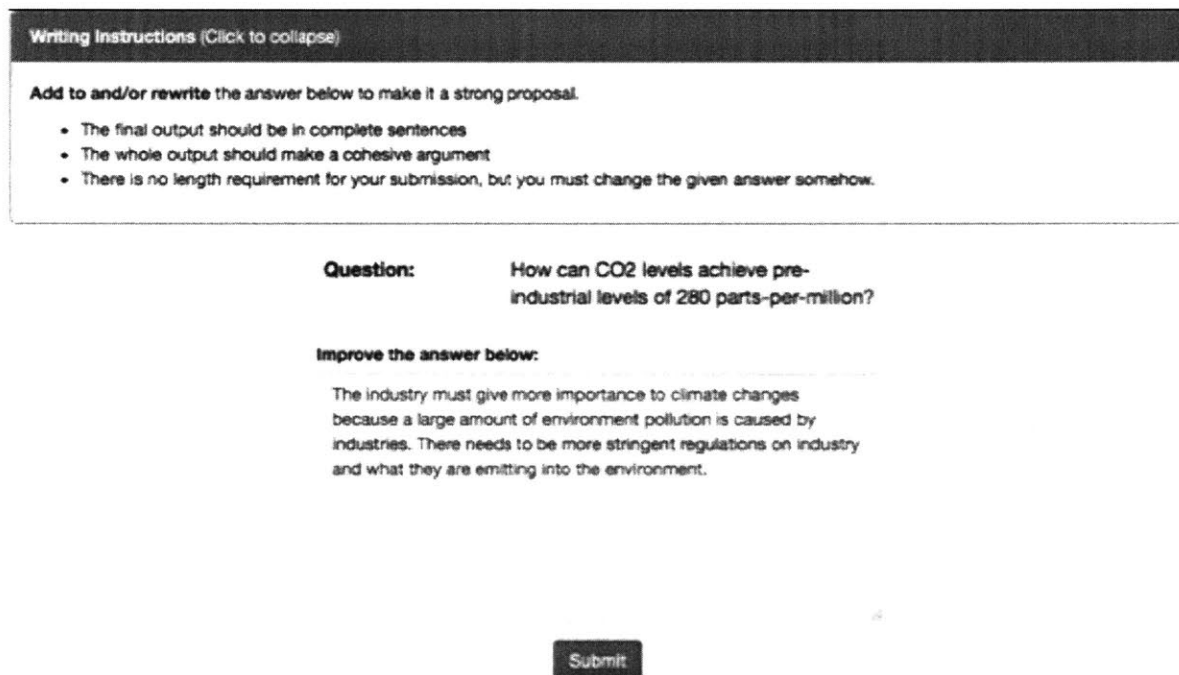 Writing Instructions (Click to collapse)
Add to and/or rewrite the answer below to make it a strong proposal.
• The final output should be in complete sentences
• The whole output should make a cohesive argument
• There is no length requirement for your submission, but you must change the given answer somehow.
Question: How can CO2 levels achieve pre-
industrial levels of 280 parts-per-million?
Improve the answer below:
The industry must give more importance to climate changes
because a large amount of environment pollution is caused by
industries. There needs to be more stringent regulations on industry
and what they are emitting into the environment.
Submit